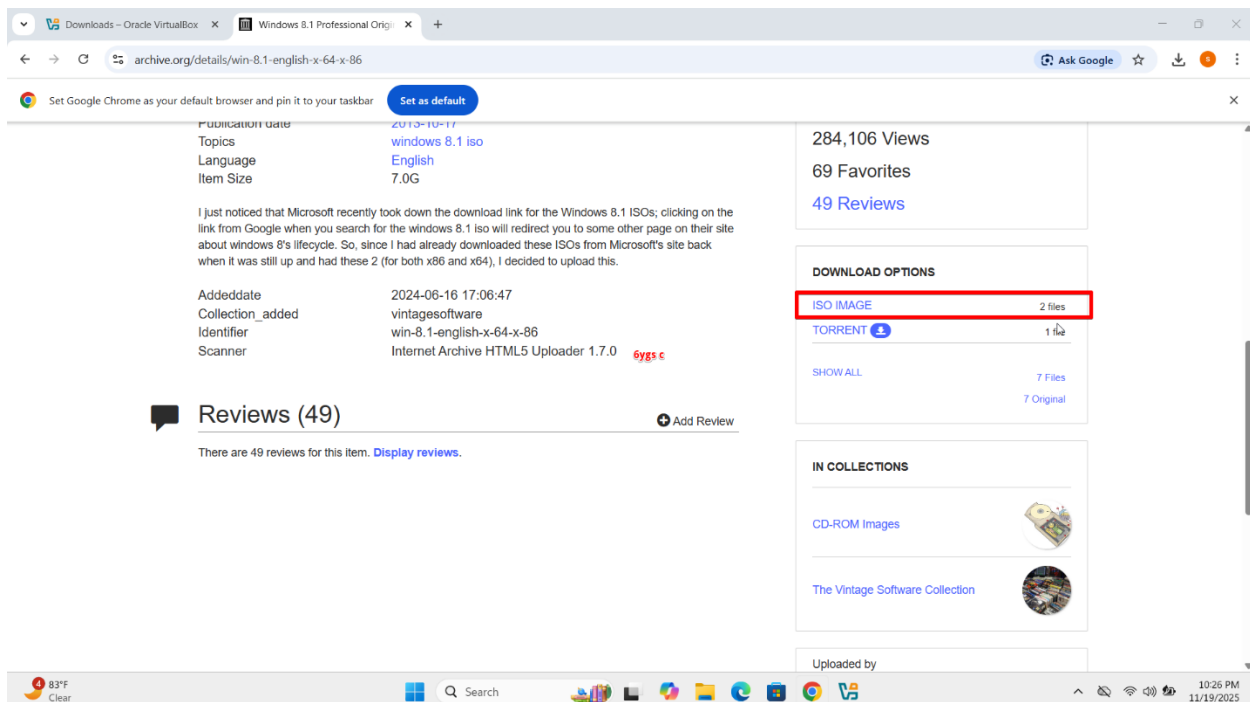 Downloads – Oracle VirtualBox
Windows 8.1 Professional Origi
archive.org/details/win-8.1-english-x-64-x-86
Ask Google
S
Set Google Chrome as your default browser and pin it to your taskbar
Set as default
Publication date 2013-10-17
Topics windows 8.1 iso
Language English
Item Size 7.0G
I just noticed that Microsoft recently took down the download link for the Windows 8.1 ISOs; clicking on the
link from Google when you search for the windows 8.1 iso will redirect you to some other page on their site
about windows 8's lifecycle. So, since I had already downloaded these ISOs from Microsoft's site back
when it was still up and had these 2 (for both x86 and x64), I decided to upload this.
Addeddate 2024-06-16 17:06:47
Collection_added vintagesoftware
Identifier win-8.1-english-x-64-x-86
Scanner Internet Archive HTML5 Uploader 1.7.0
6ygs c
Reviews (49)
Add Review
There are 49 reviews for this item. Display reviews.
284,106 Views
69 Favorites
49 Reviews
DOWNLOAD OPTIONS
ISO IMAGE 2 files
TORRENT 1 file
SHOW ALL 7 Files
7 Original
IN COLLECTIONS
CD-ROM Images
The Vintage Software Collection
Uploaded by
4
83°F
Clear
Search
10:26 PM
11/19/2025